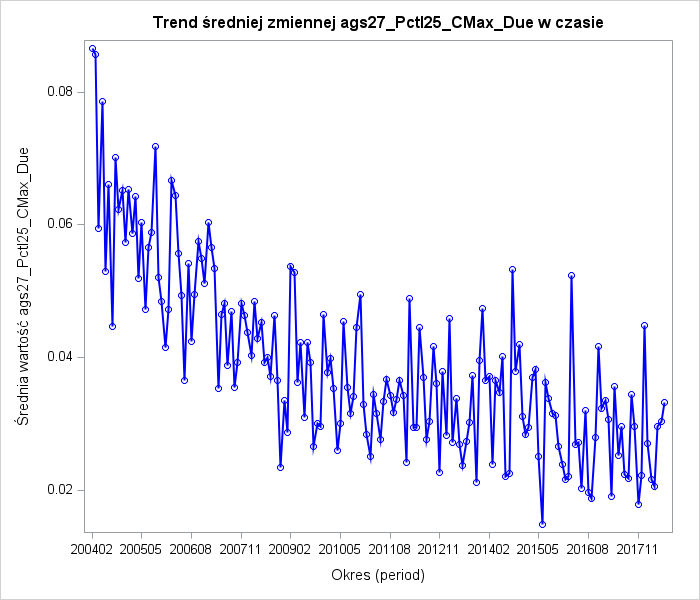 Trend średniej zmiennej ags27_Pctl25_CMax_Due w czasie
Średnia wartość ags27_Pctl25_CMax_Due
0.08
0.06
0.04
0.02
200402 200505 200608 200711 200902 201005 201108 201211 201402 201505 201608 201711
Okres (period)